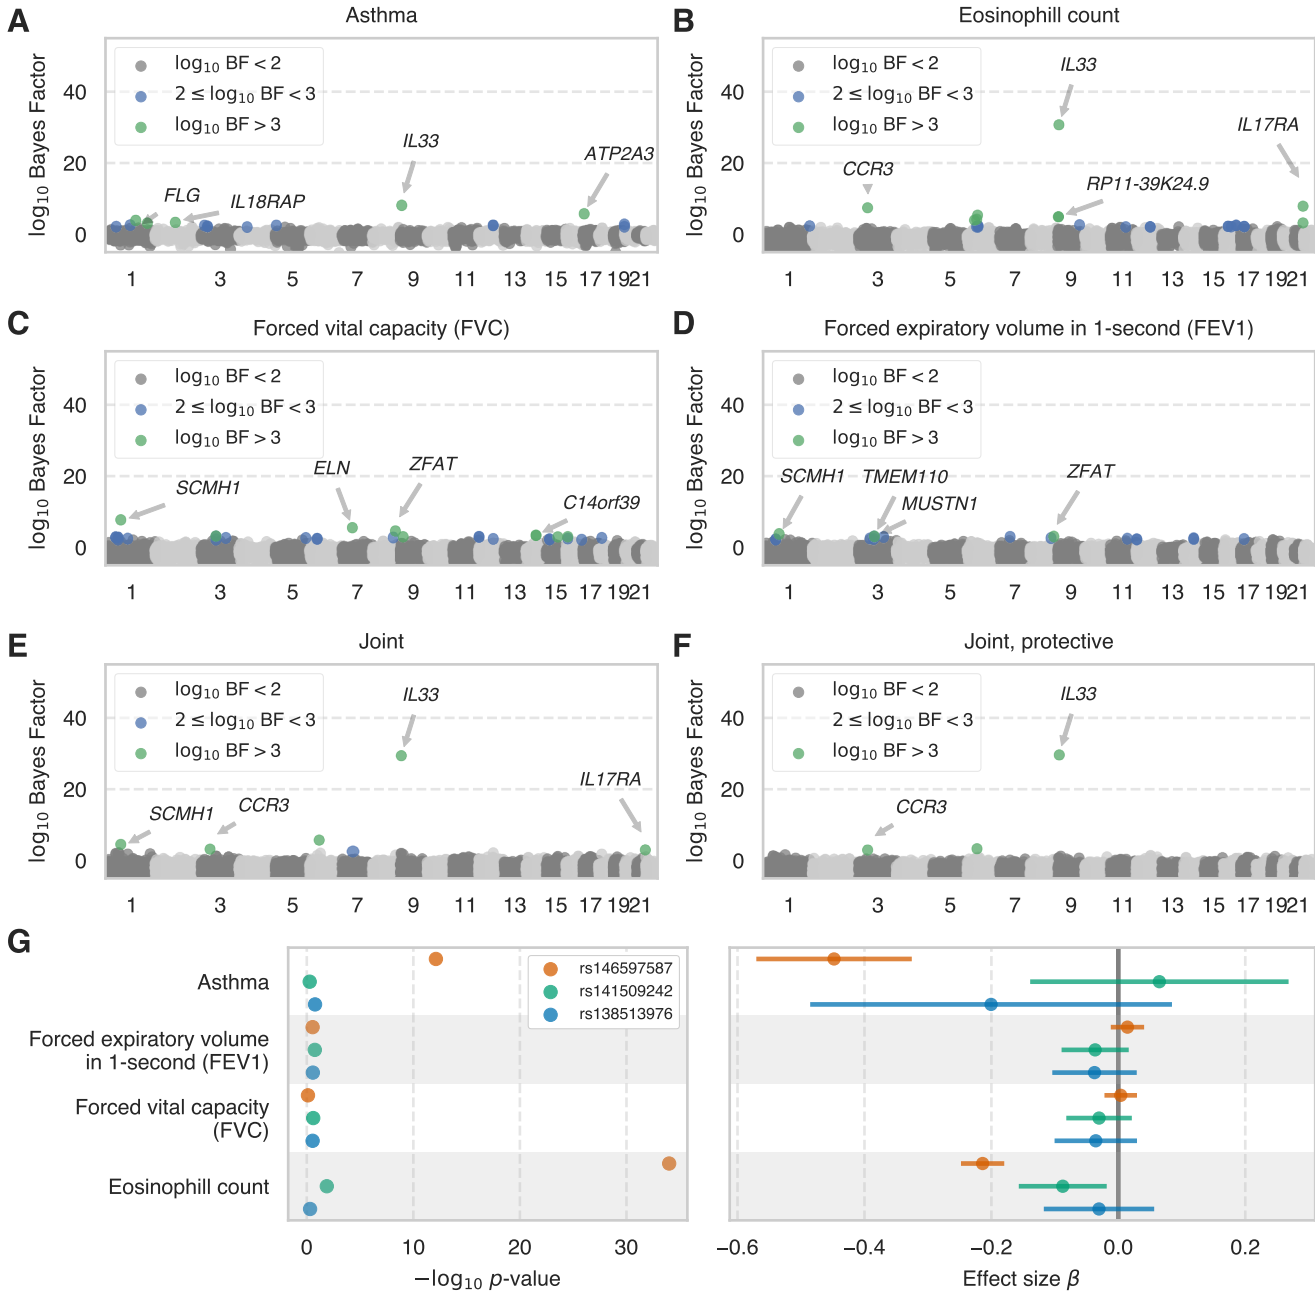 A
Asthma
log10 Bayes Factor
40
20
0
log10 BF < 2
2 ≤ log10 BF < 3
log10 BF > 3
FLG
IL18RAP
IL33
ATP2A3
1 3 5 7 9 11 13 15 17 19 21
B
Eosinophill count
log10 Bayes Factor
40
20
0
log10 BF < 2
2 ≤ log10 BF < 3
log10 BF > 3
IL33
IL17RA
CCR3
RP11-39K24.9
1 3 5 7 9 11 13 15 17 19 21
C
Forced vital capacity (FVC)
log10 Bayes Factor
40
20
0
log10 BF < 2
2 ≤ log10 BF < 3
log10 BF > 3
SCMH1
ELN
ZFAT
C14orf39
1 3 5 7 9 11 13 15 17 19 21
D
Forced expiratory volume in 1-second (FEV1)
log10 Bayes Factor
40
20
0
log10 BF < 2
2 ≤ log10 BF < 3
log10 BF > 3
SCMH1
TMEM110
MUSTN1
ZFAT
1 3 5 7 9 11 13 15 17 19 21
E
Joint
log10 Bayes Factor
40
20
0
log10 BF < 2
2 ≤ log10 BF < 3
log10 BF > 3
IL33
IL17RA
SCMH1
CCR3
1 3 5 7 9 11 13 15 17 19 21
F
Joint, protective
log10 Bayes Factor
40
20
0
log10 BF < 2
2 ≤ log10 BF < 3
log10 BF > 3
IL33
CCR3
1 3 5 7 9 11 13 15 17 19 21
G
Asthma
Forced expiratory volume
in 1-second (FEV1)
Forced vital capacity
(FVC)
Eosinophill count
rs146597587
rs141509242
rs138513976
0 10 20 30
−log10 p-value
−0.6 −0.4 −0.2 0.0 0.2
Effect size β